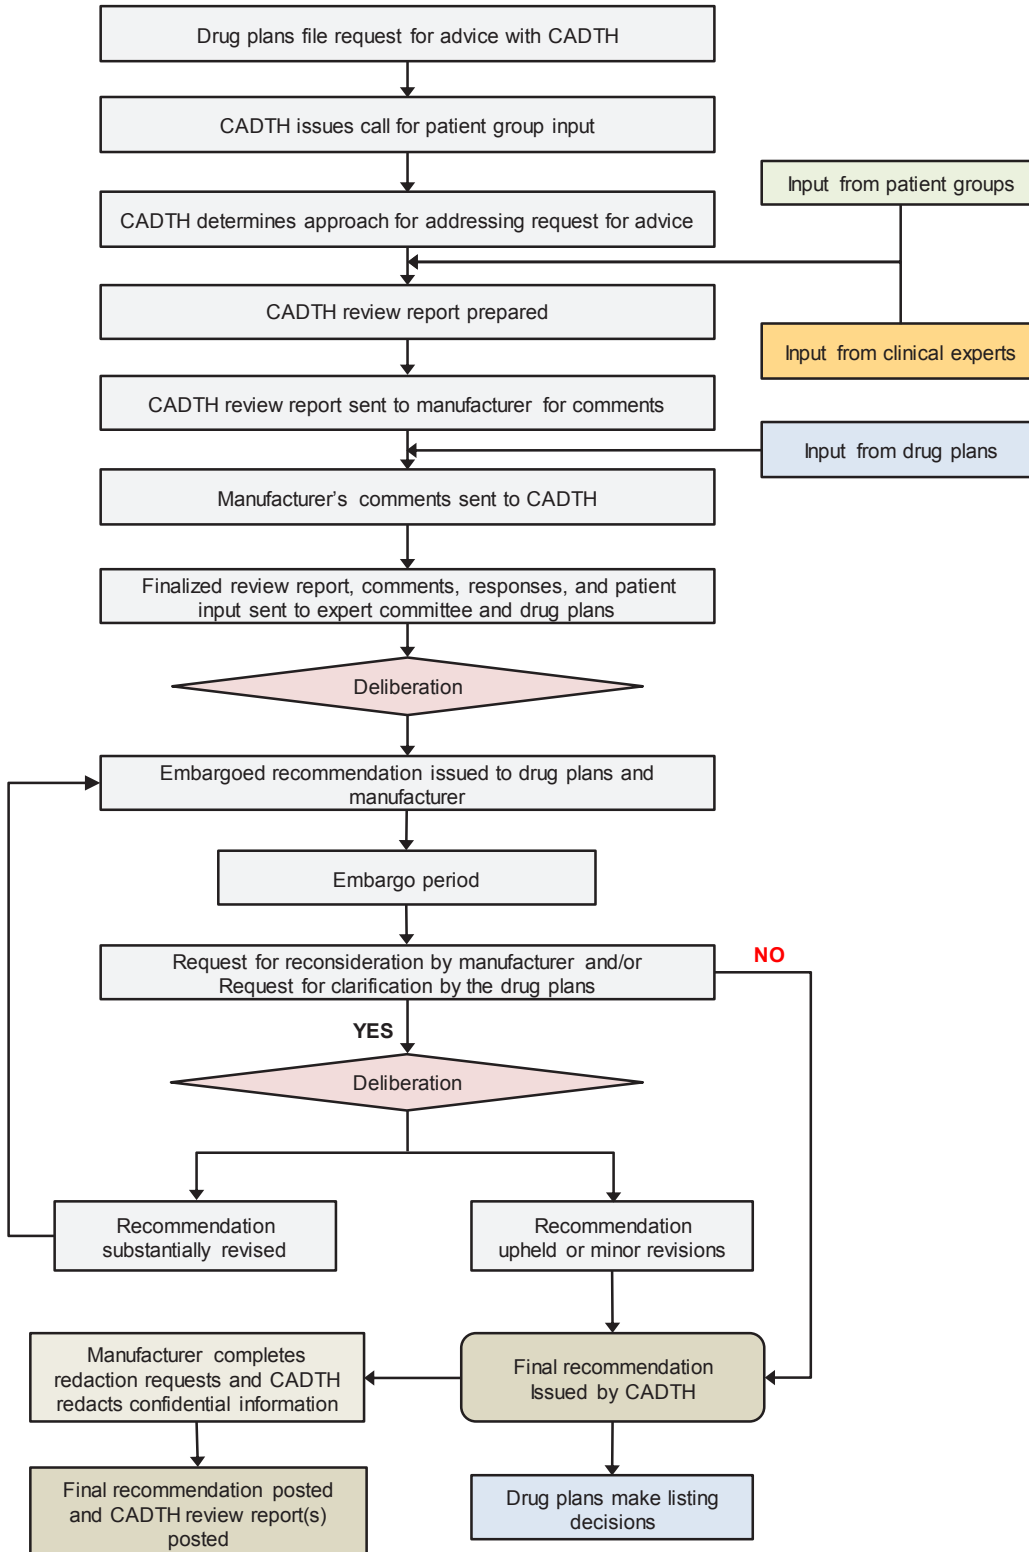 Drug plans file request for advice with CADTH
CADTH issues call for patient group input
Input from patient groups
CADTH determines approach for addressing request for advice
CADTH review report prepared
Input from clinical experts
CADTH review report sent to manufacturer for comments
Input from drug plans
Manufacturer's comments sent to CADTH
Finalized review report, comments, responses, and patient
input sent to expert committee and drug plans
Deliberation
Embargoed recommendation issued to drug plans and
manufacturer
Embargo period
Request for reconsideration by manufacturer and/or
Request for clarification by the drug plans
NO
YES
Deliberation
Recommendation
substantially revised
Recommendation
upheld or minor revisions
Manufacturer completes
redaction requests and CADTH
redacts confidential information
Final recommendation
Issued by CADTH
Final recommendation posted
and CADTH review report(s)
posted
Drug plans make listing
decisions